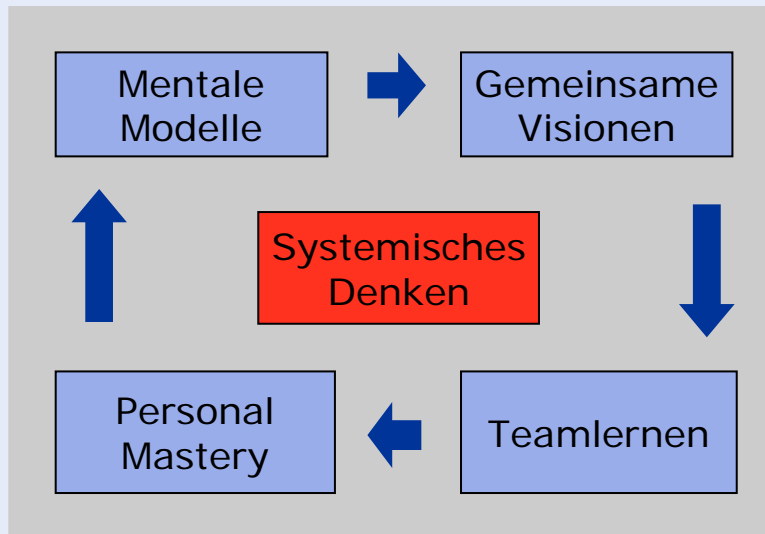 Mentale
Modelle
Gemeinsame
Visionen
Systemisches
Denken
Personal
Mastery
Teamlernen